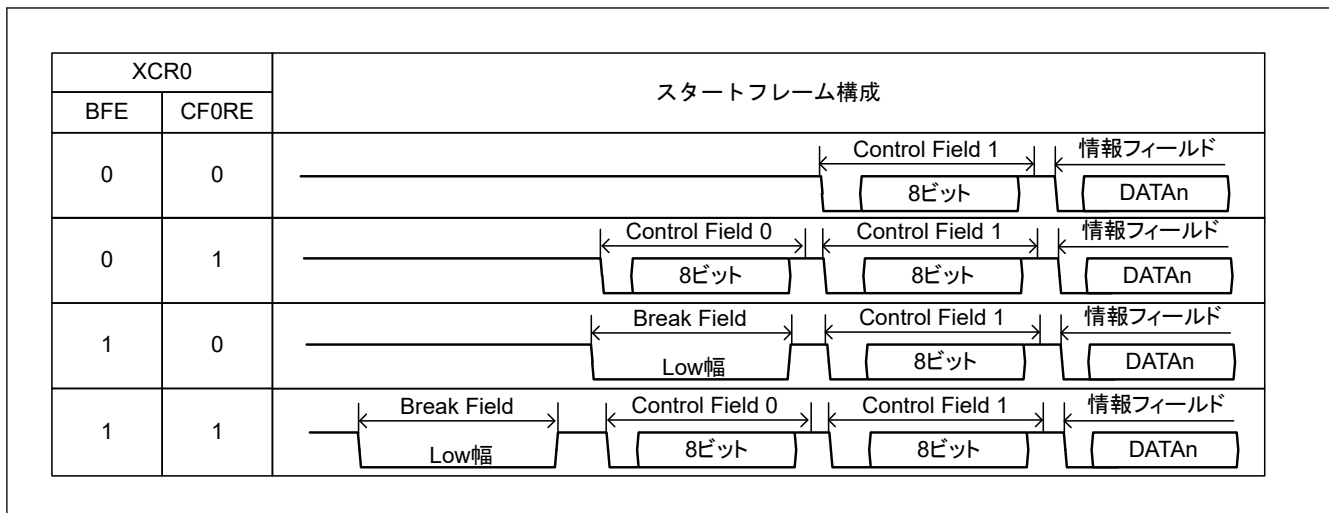 XCR0
スタートフレーム構成
BFE CF0RE
Control Field 1 情報フィールド
0 0
8ビット DATAn
Control Field 0 Control Field 1 情報フィールド
0 1
8ビット 8ビット DATAn
Break Field Control Field 1 情報フィールド
1 0
Low幅 8ビット DATAn
Break Field Control Field 0 Control Field 1 情報フィールド
1 1
Low幅 8ビット 8ビット DATAn